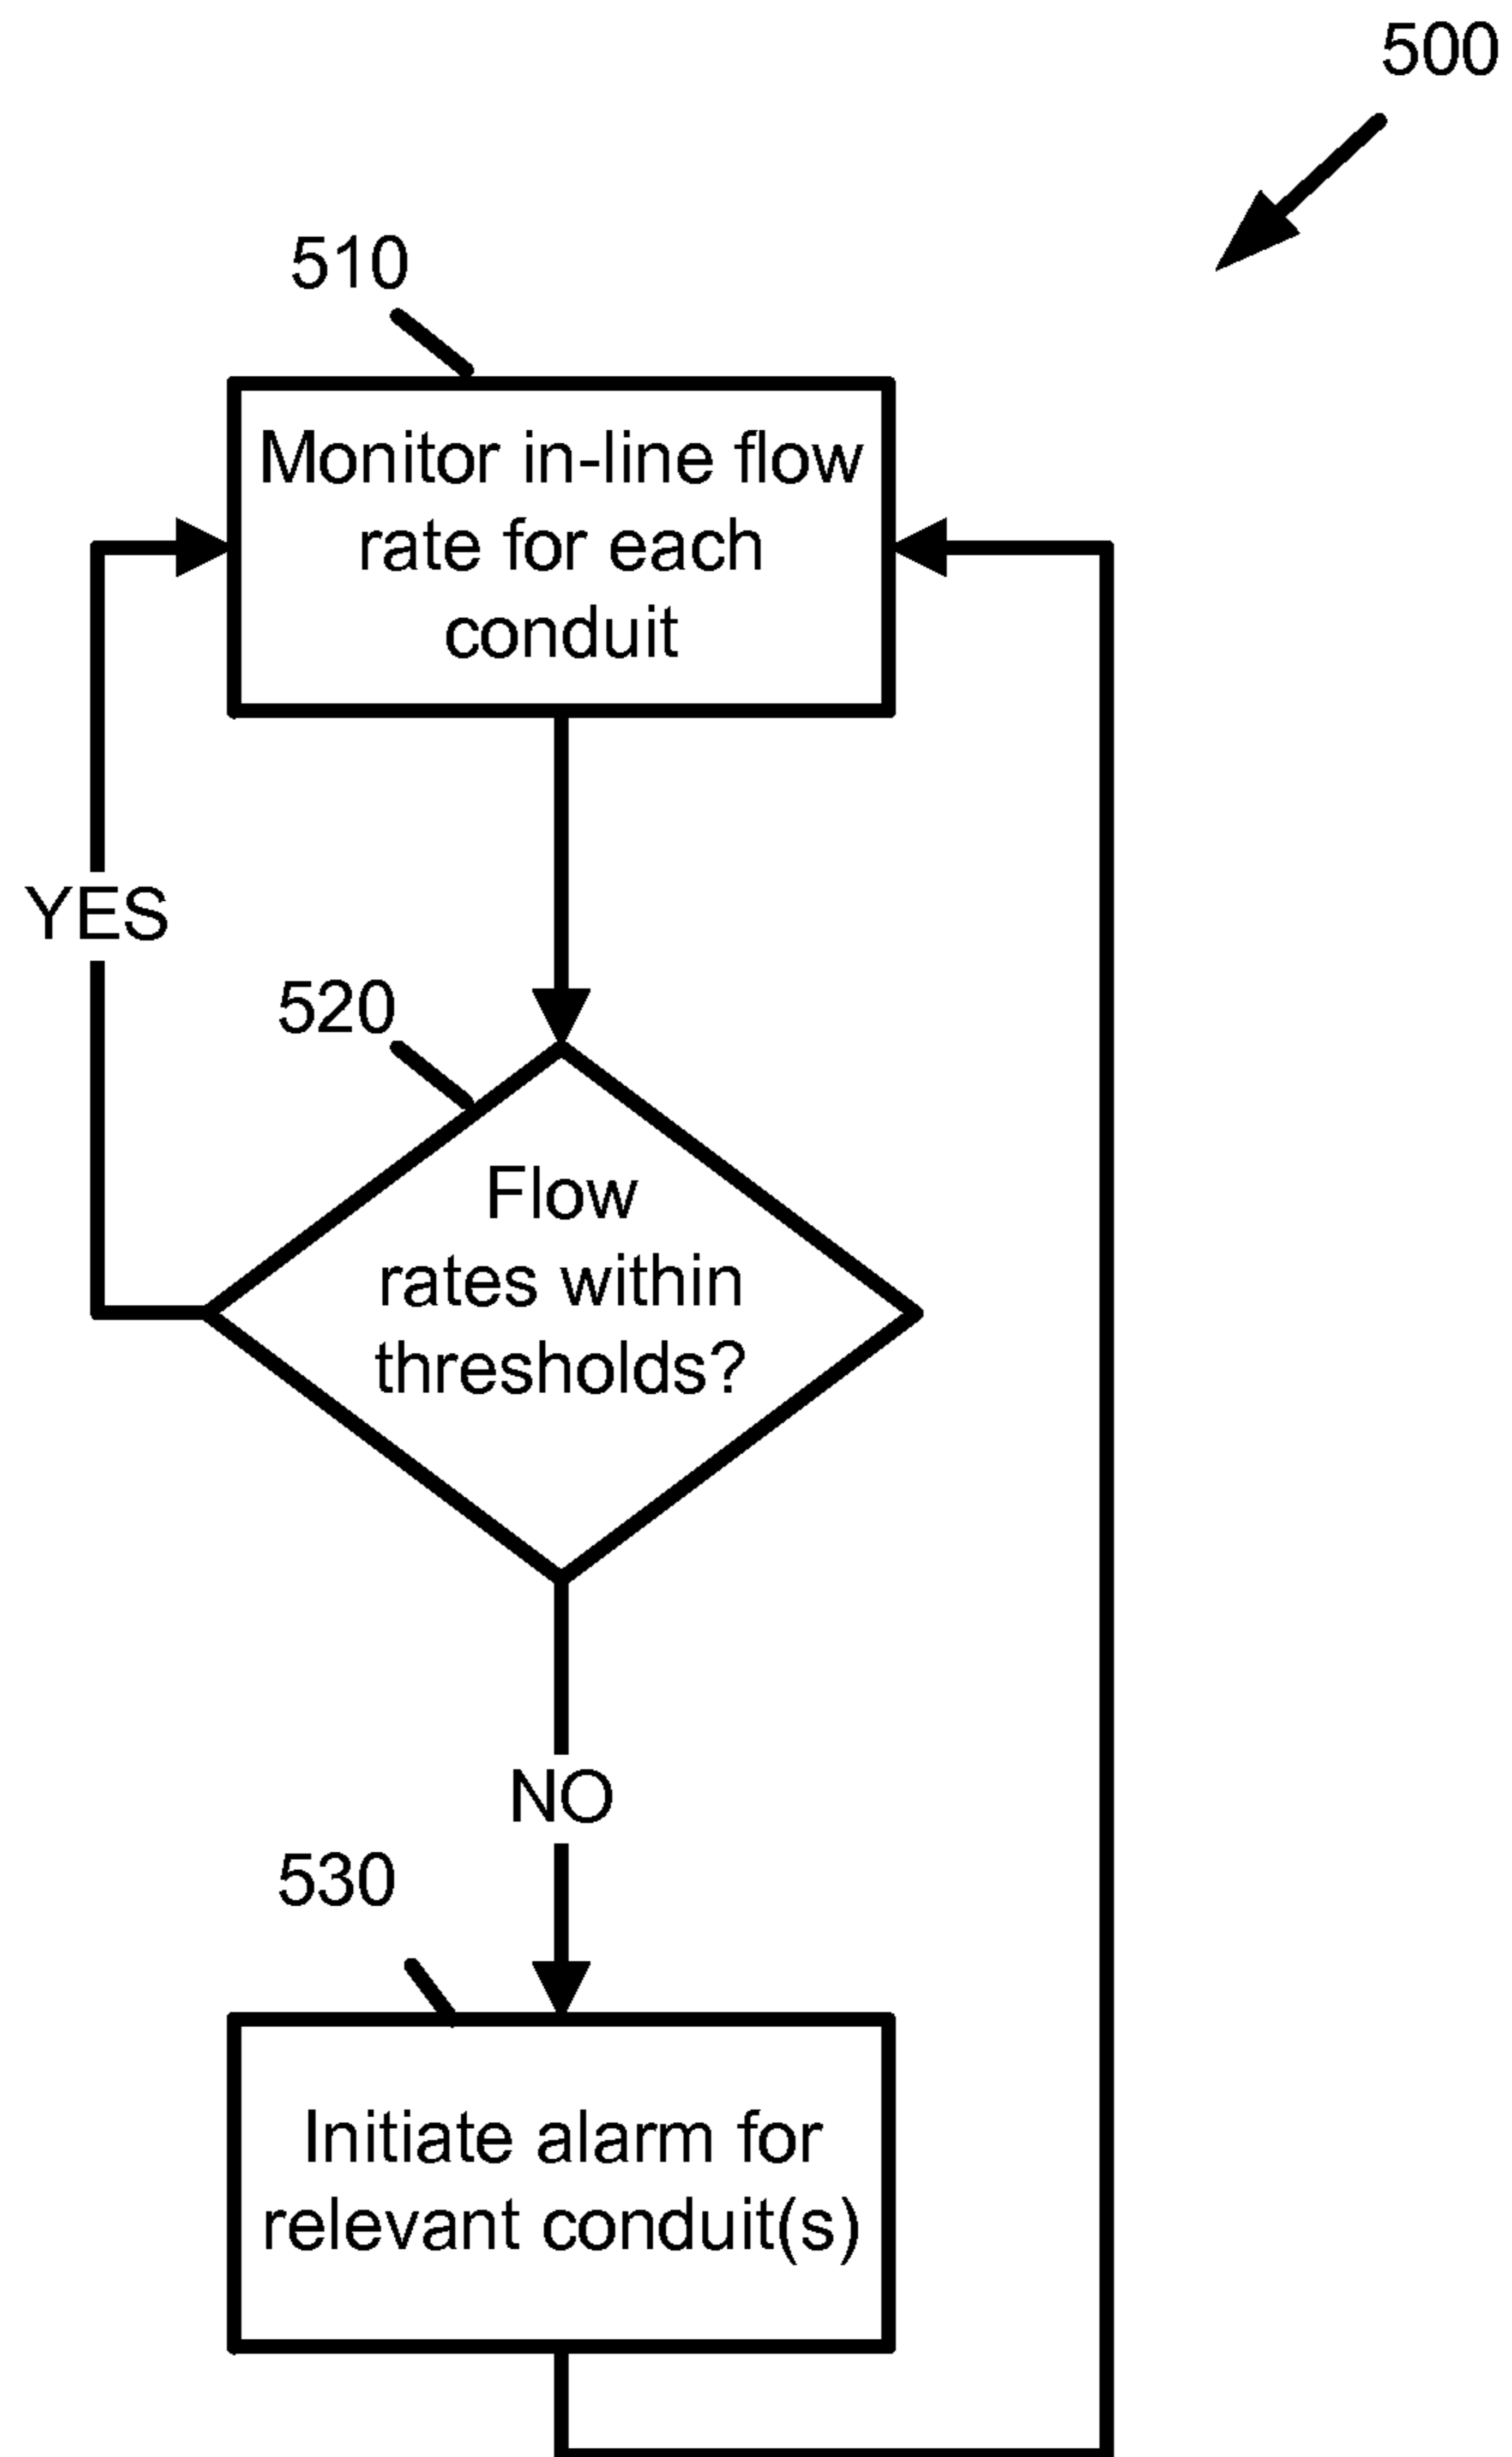 500
510
Monitor in-line flow
rate for each
conduit
YES
520
Flow
rates within
thresholds?
NO
530
Initiate alarm for
relevant conduit(s)